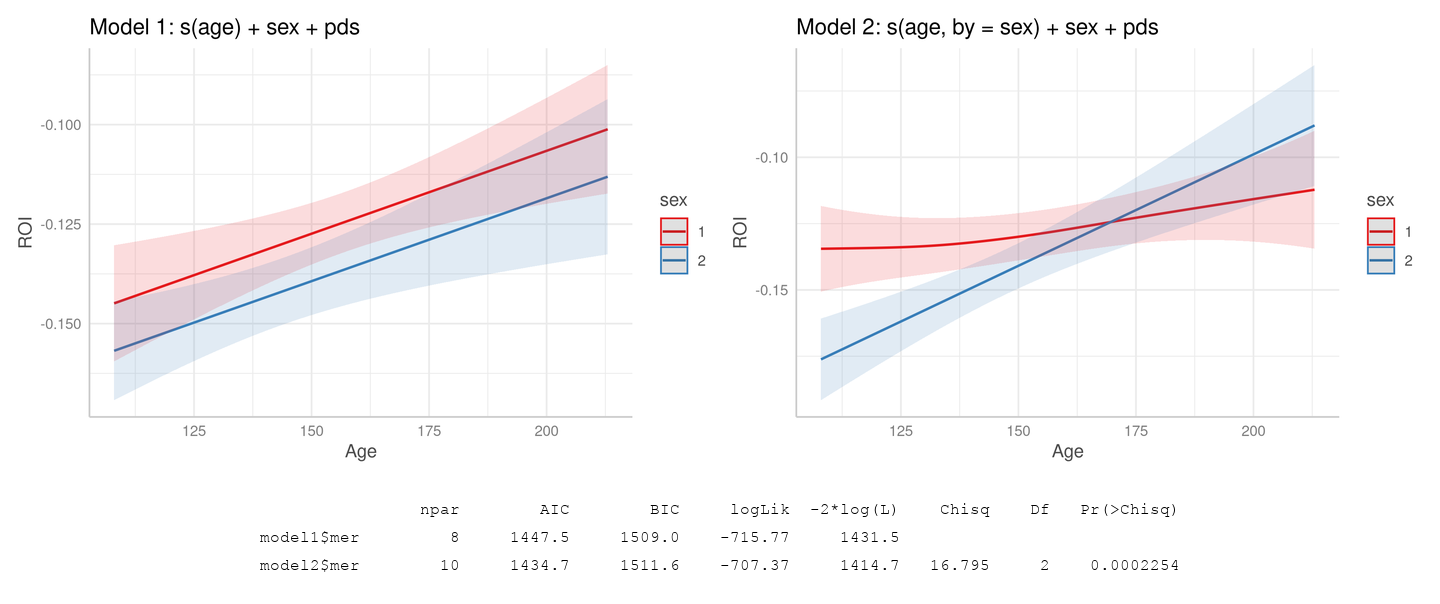 Model 1: s(age) + sex + pds
-0.100
-0.125
-0.150
ROI
125 150 175 200
Age
sex
1
2
Model 2: s(age, by = sex) + sex + pds
-0.10
-0.15
ROI
125 150 175 200
Age
sex
1
2
npar AIC BIC logLik -2*log(L) Chisq Df Pr(>Chisq)
model1$mer 8 1447.5 1509.0 -715.77 1431.5
model2$mer 10 1434.7 1511.6 -707.37 1414.7 16.795 2 0.0002254